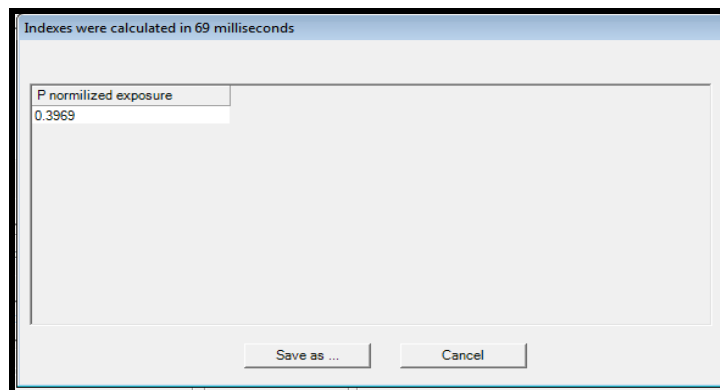 Indexes were calculated in 69 milliseconds
P normilized exposure
0.3969
Save as ... Cancel